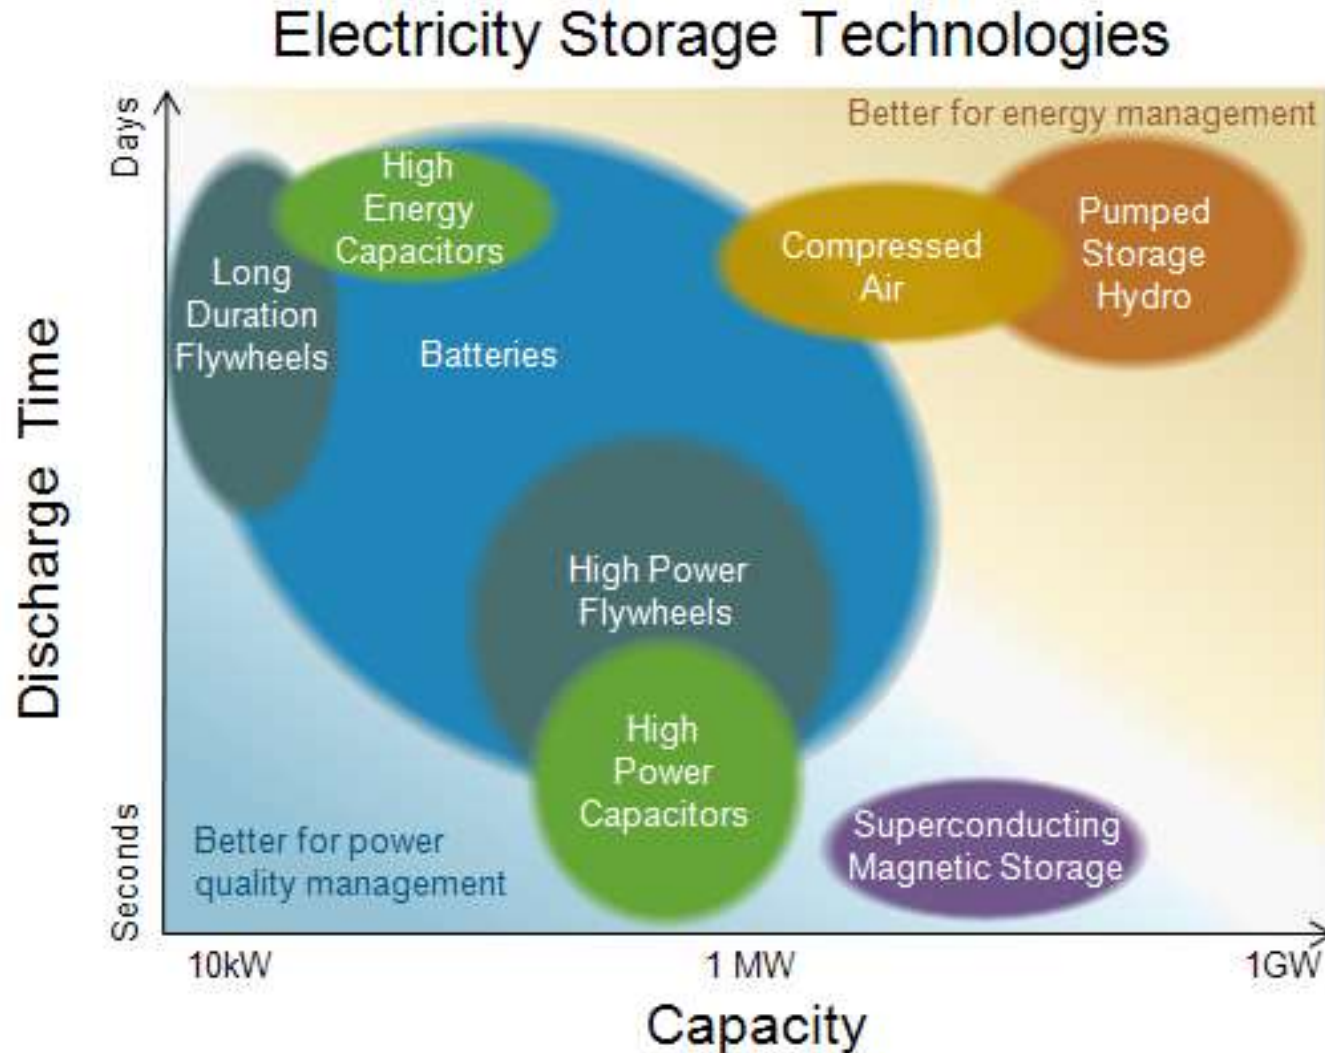 Electricity Storage Technologies
Days
Better for energy management
High
Energy
Capacitors
Long
Duration
Flywheels
Batteries
Compressed
Air
Pumped
Storage
Hydro
Discharge Time
High Power
Flywheels
High
Power
Capacitors
Superconducting
Magnetic Storage
Better for power
quality management
Seconds
10kW
1 MW
1GW
Capacity